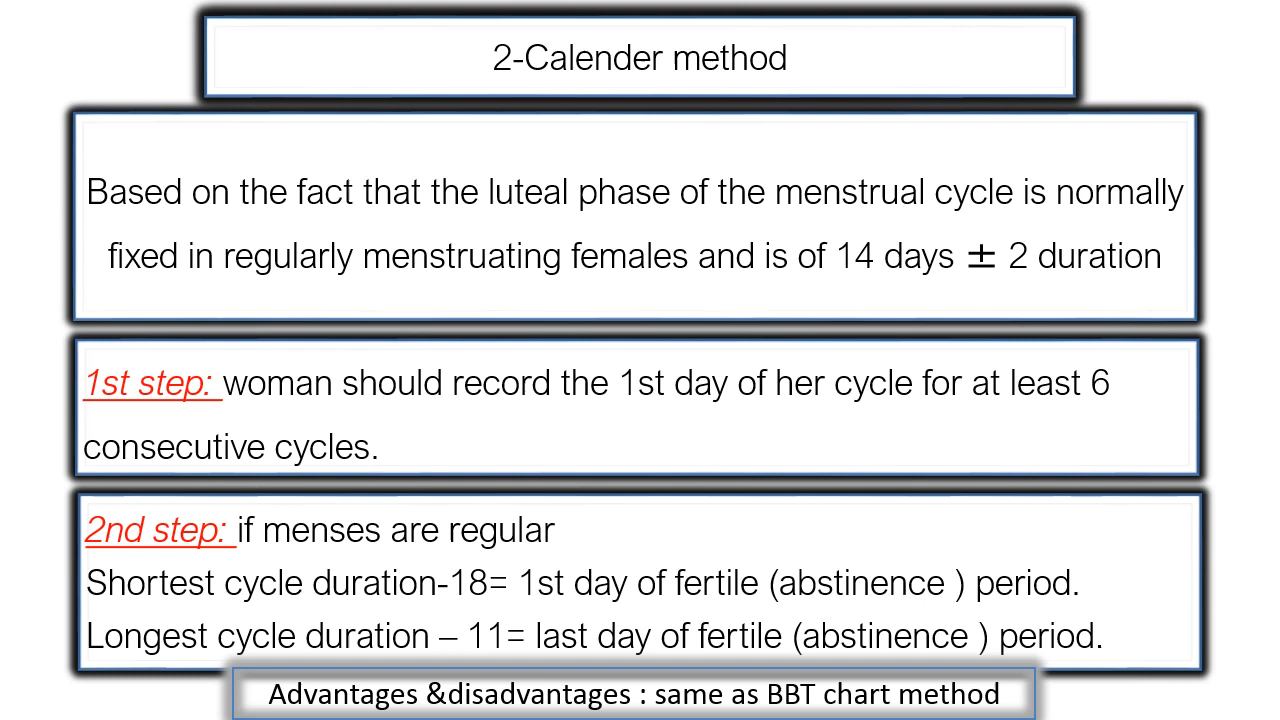 2-Calender method
Based on the fact that the luteal phase of the menstrual cycle is normally
fixed in regularly menstruating females and is of 14 days ± 2 duration
1st step: woman should record the 1st day of her cycle for at least 6
consecutive cycles.
2nd step: if menses are regular
Shortest cycle duration-18= 1st day of fertile (abstinence ) period.
Longest cycle duration – 11= last day of fertile (abstinence ) period.
Advantages &disadvantages : same as BBT chart method